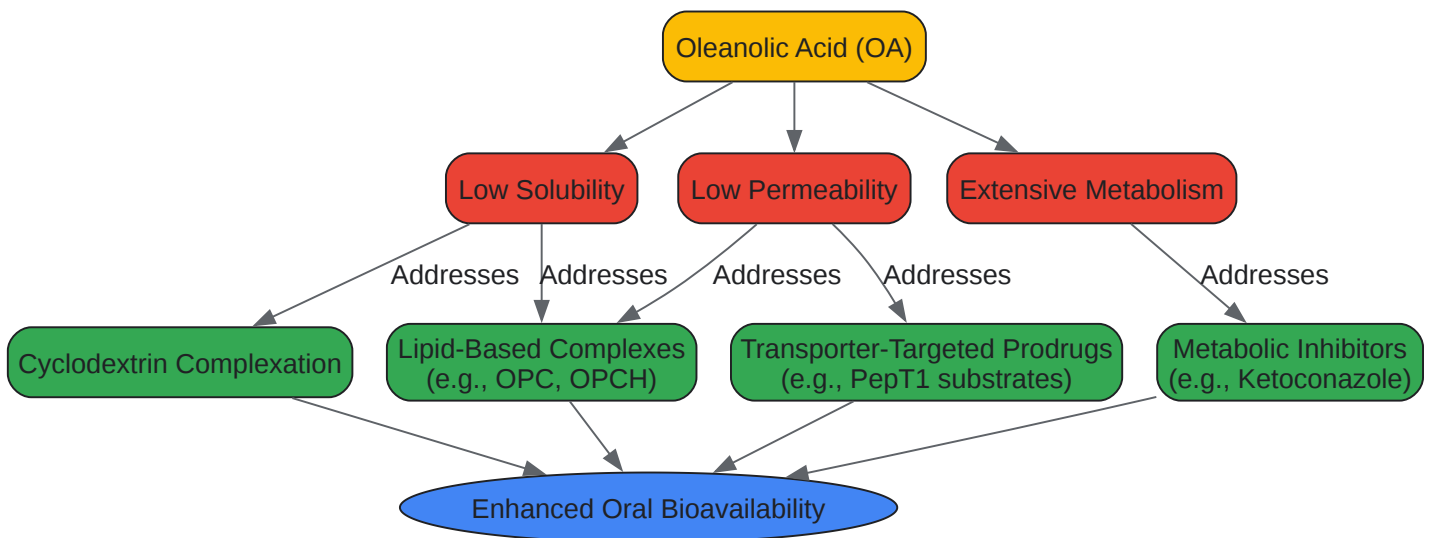 Oleanolic Acid (OA)
Low Solubility
Low Permeability
Extensive Metabolism
Addresses
Addresses
Addresses
Addresses
Addresses
Cyclodextrin Complexation
Lipid-Based Complexes
(e.g., OPC, OPCH)
Transporter-Targeted Prodrugs
(e.g., PepT1 substrates)
Metabolic Inhibitors
(e.g., Ketoconazole)
Enhanced Oral Bioavailability